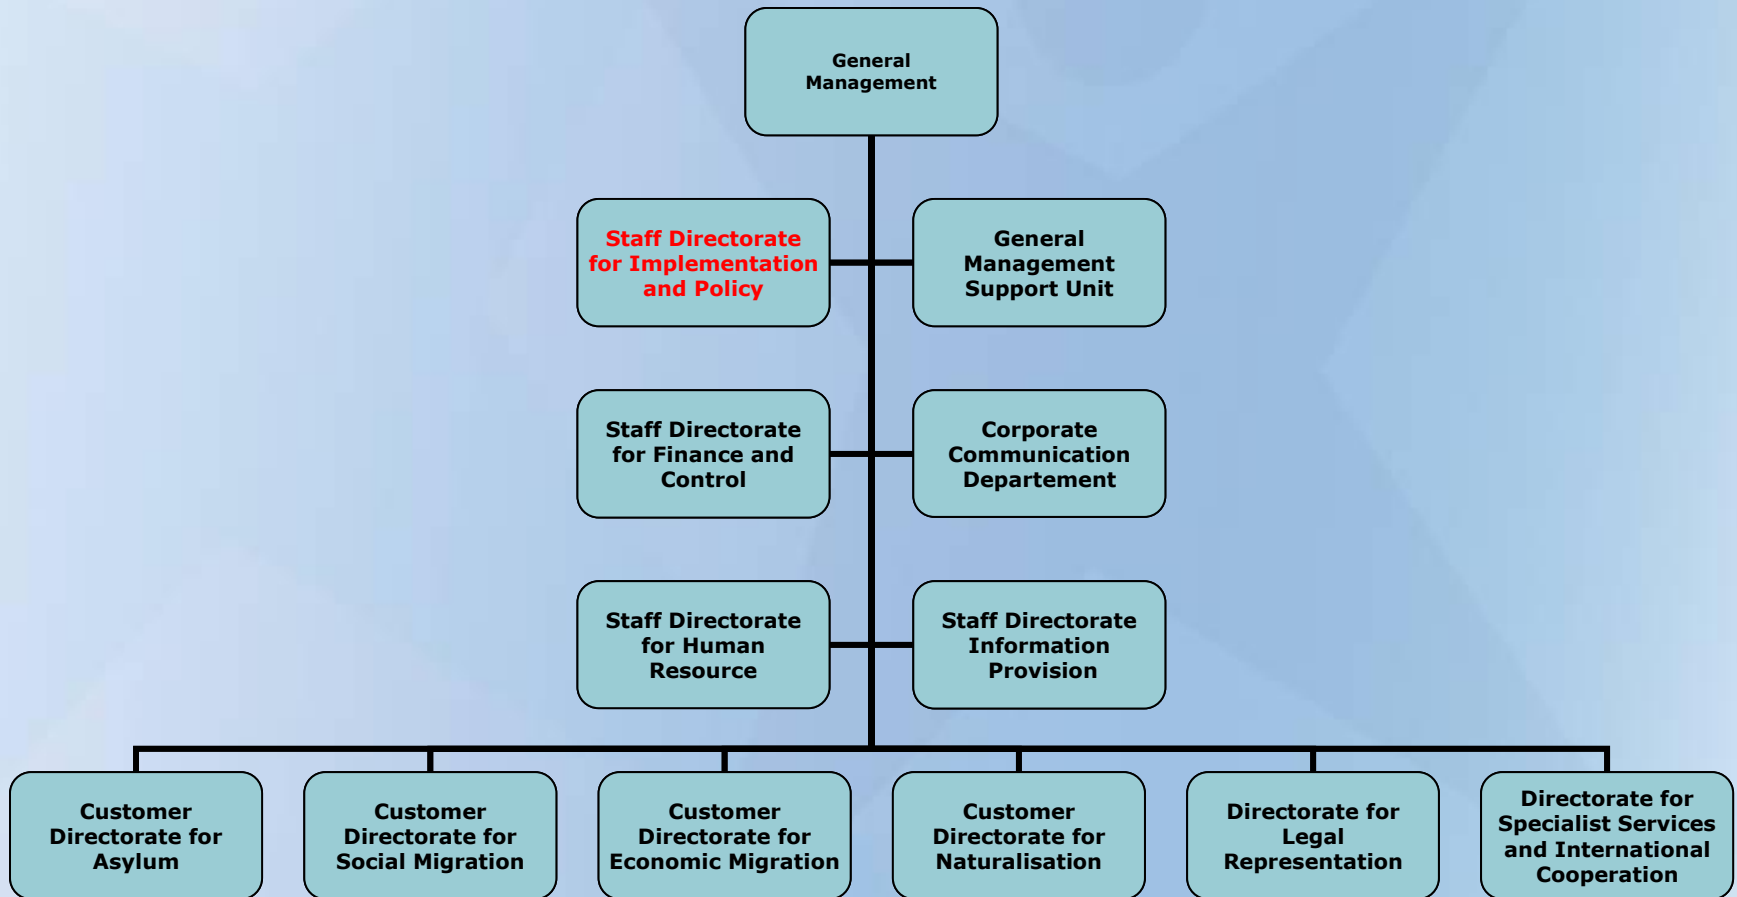 General
Management
Staff Directorate
for Implementation
and Policy
General
Management
Support Unit
Staff Directorate
for Finance and
Control
Corporate
Communication
Departement
Staff Directorate
for Human
Resource
Staff Directorate
Information
Provision
Customer
Directorate for
Asylum
Customer
Directorate for
Social Migration
Customer
Directorate for
Economic Migration
Customer
Directorate for
Naturalisation
Directorate for
Legal
Representation
Directorate for
Specialist Services
and International
Cooperation